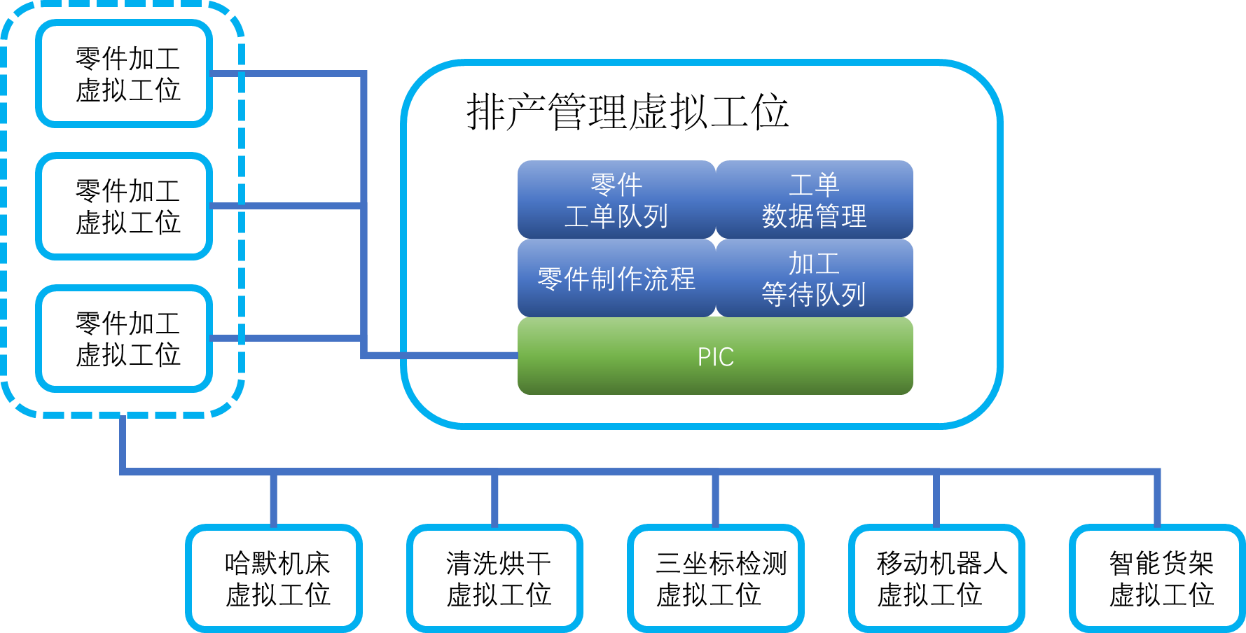 零件加工
虚拟工位
零件加工
虚拟工位
零件加工
虚拟工位
排产管理虚拟工位
零件
工单队列
工单
数据管理
零件制作流程
加工
等待队列
PIC
哈默机床
虚拟工位
清洗烘干
虚拟工位
三坐标检测
虚拟工位
移动机器人
虚拟工位
智能货架
虚拟工位